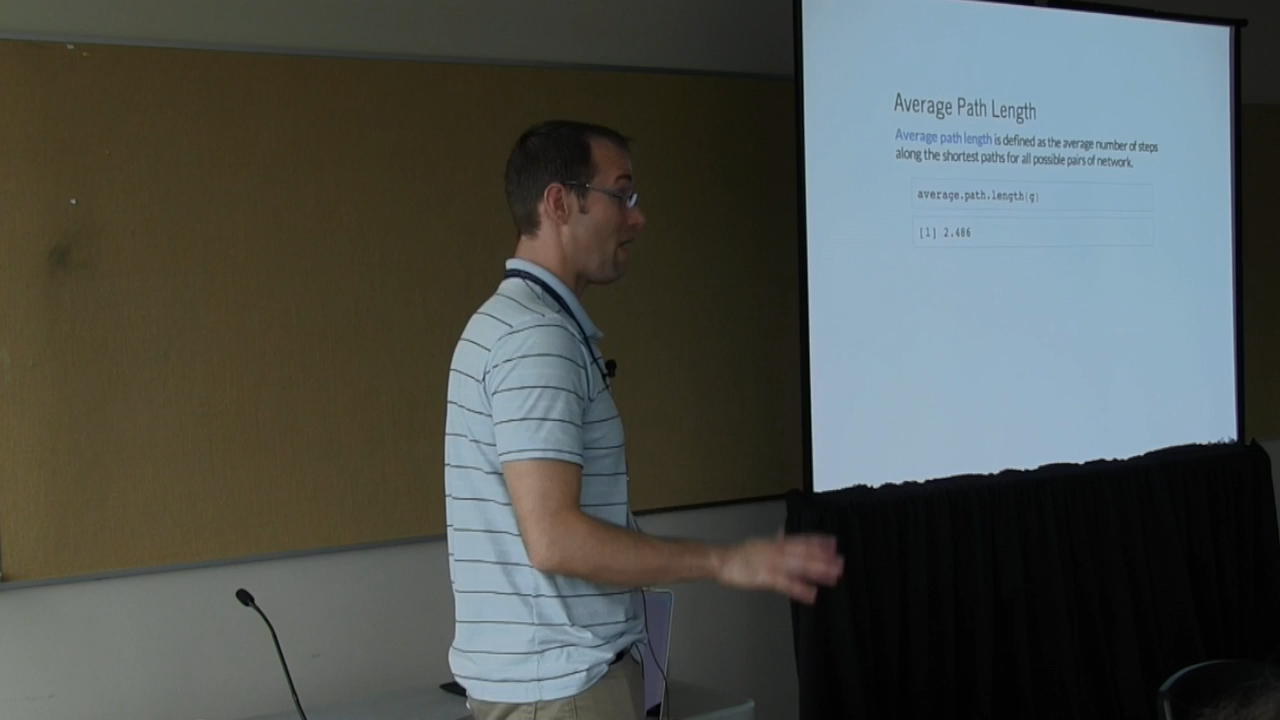 Average Path Length
Average path length is defined as the average number of steps
along the shortest paths for all possible pairs of network.
average.path.length(g)
[1] 2.486